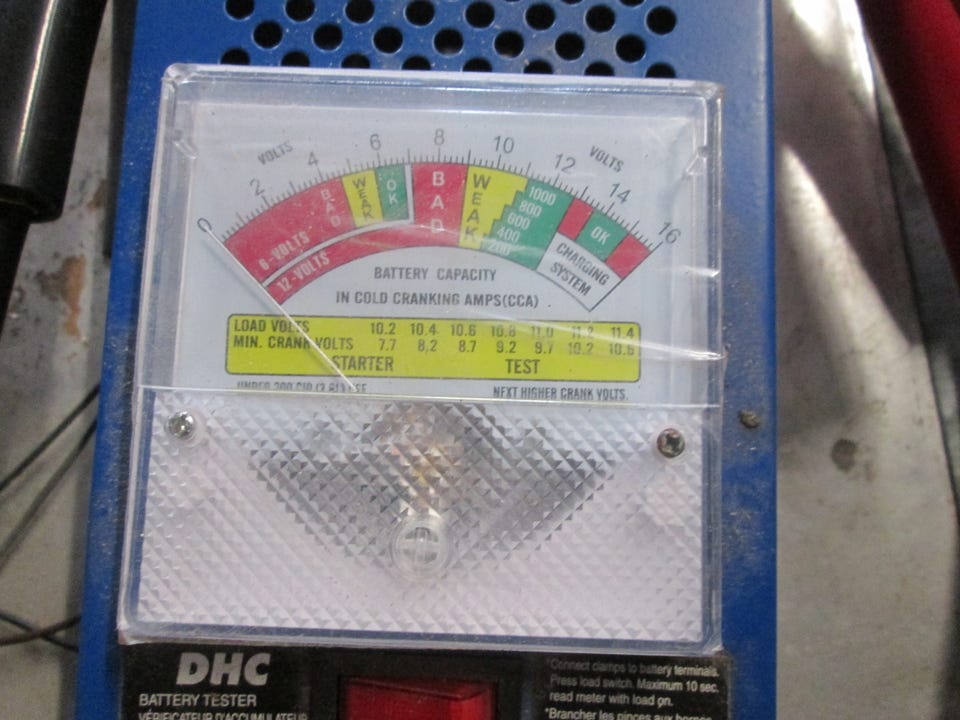 VOLTS VOLTS
0 2 4 6 8 10 12 14 16
6-VOLTS BAD WEAK OK
12-VOLTS BAD WEAK
1000
800
600
400
200
OK
CHARGING
SYSTEM
BATTERY CAPACITY
IN COLD CRANKING AMPS(CCA)
LOAD VOLTS 10.2 10.4 10.6 10.8 11.0 11.2 11.4
MIN. CRANK VOLTS 7.7 8.2 8.7 9.2 9.7 10.2 10.6
STARTER TEST
NEXT HIGHER CRANK VOLTS.
DHC
BATTERY TESTER
VÉRIFICATEUR D'ACCUMULATEUR
*Connect clamps to battery terminals.
Press load switch. Maximum 10 sec.
read meter with load on.
*Brancher les pinces aux bornes